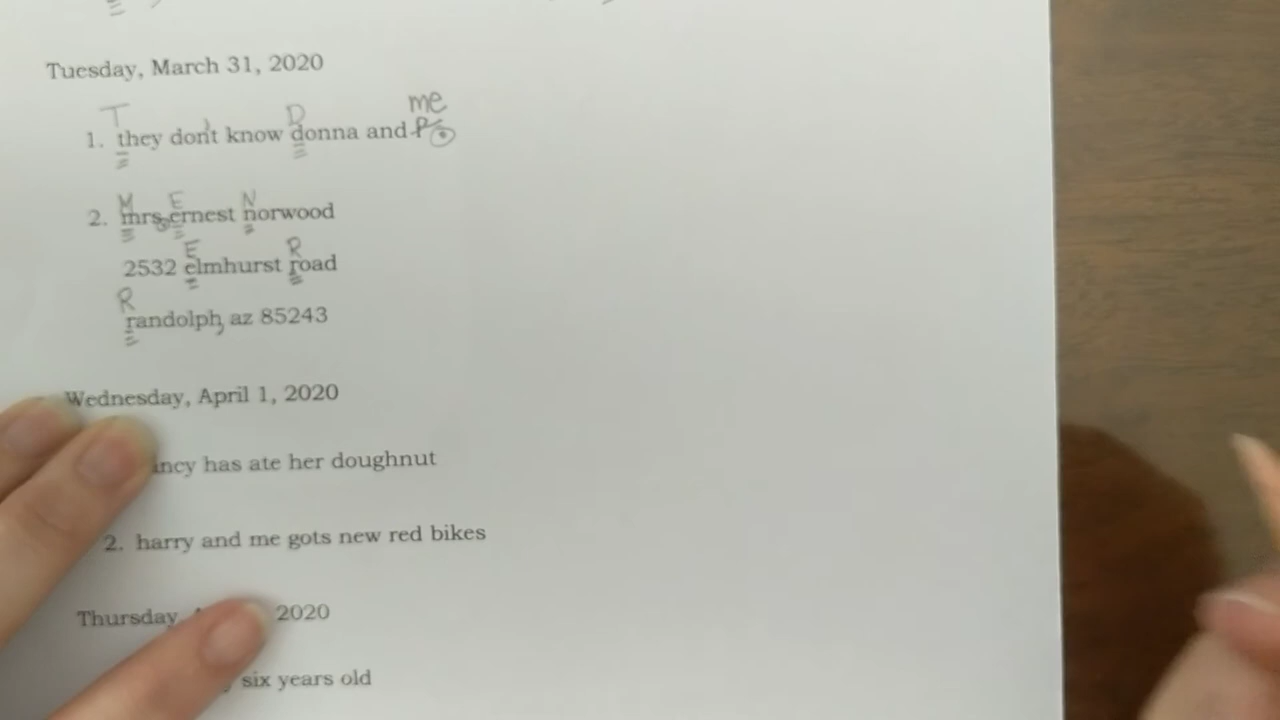 Tuesday, March 31, 2020
T D me
1. they don't know donna and
M E N
2. mrs. ernest norwood
E R
2532 elmhurst road
R
randolph, az 85243
Wednesday, April 1, 2020
has ate her doughnut
2. harry and me gots new red bikes
Thursday, 2020
six years old